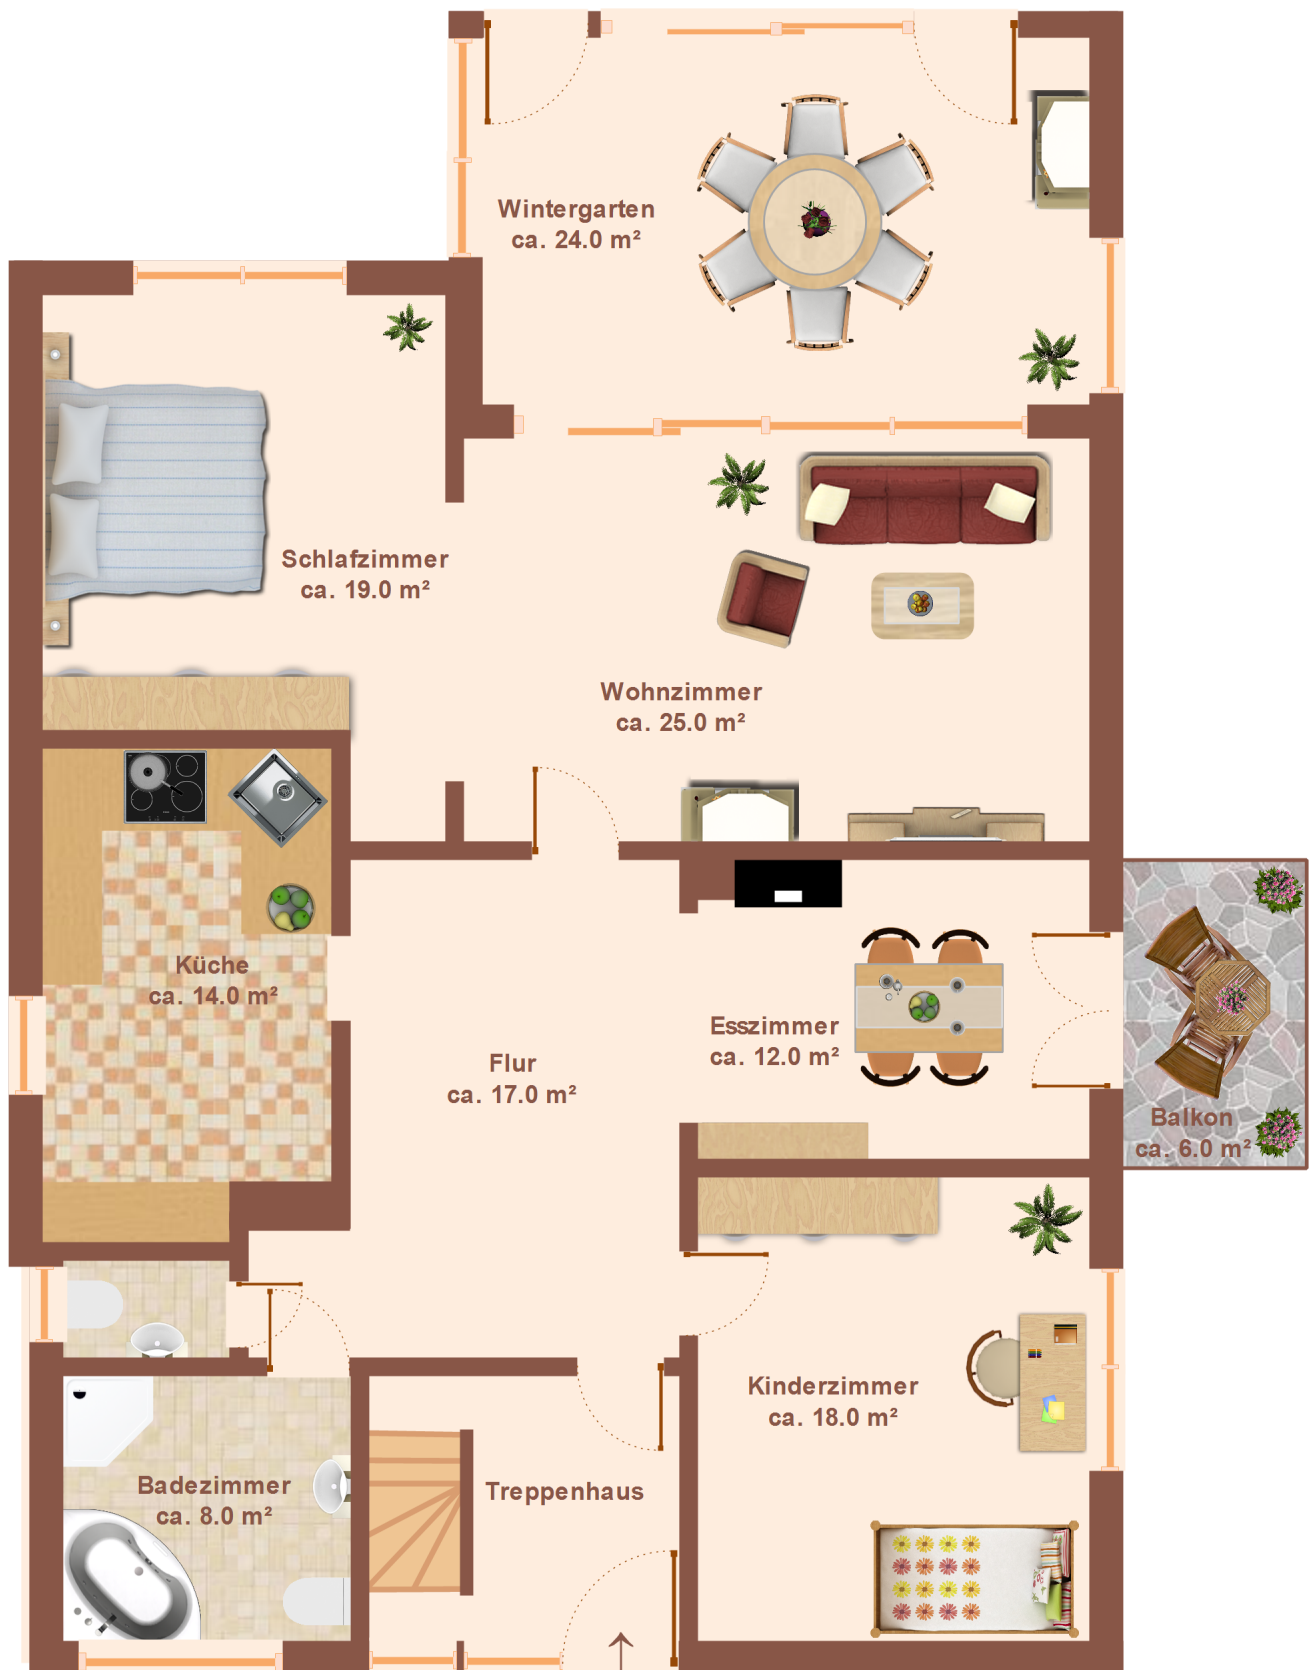 Wintergarten
ca. 24.0 m²
Schlafzimmer
ca. 19.0 m²
Wohnzimmer
ca. 25.0 m²
Küche
ca. 14.0 m²
Esszimmer
ca. 12.0 m²
Flur
ca. 17.0 m²
Balkon
ca. 6.0 m²
Kinderzimmer
ca. 18.0 m²
Badezimmer
ca. 8.0 m²
Treppenhaus